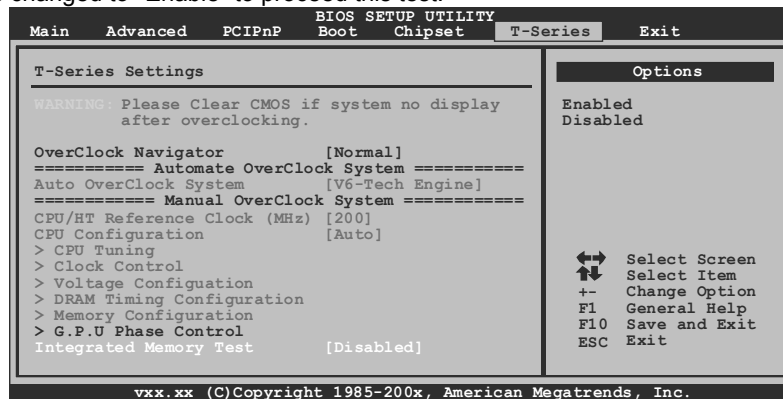 changed to "Enable" to proceed this test.
BIOS SETUP UTILITY
Main Advanced PCIPnP Boot Chipset T-Series Exit
T-Series Settings
WARNING: Please Clear CMOS if system no display
after overclocking.
OverClock Navigator [Normal]
=========== Automate OverClock System ===========
Auto OverClock System [V6-Tech Engine]
============ Manual OverClock System ============
CPU/HT Reference Clock (MHz) [200]
CPU Configuration [Auto]
> CPU Tuning
> Clock Control
> Voltage Configuation
> DRAM Timing Configuration
> Memory Configuration
> G.P.U Phase Control
Integrated Memory Test [Disabled]
Options
Enabled
Disabled
Select Screen
Select Item
+- Change Option
F1 General Help
F10 Save and Exit
ESC Exit
vxx.xx (C)Copyright 1985-200x, American Megatrends, Inc.